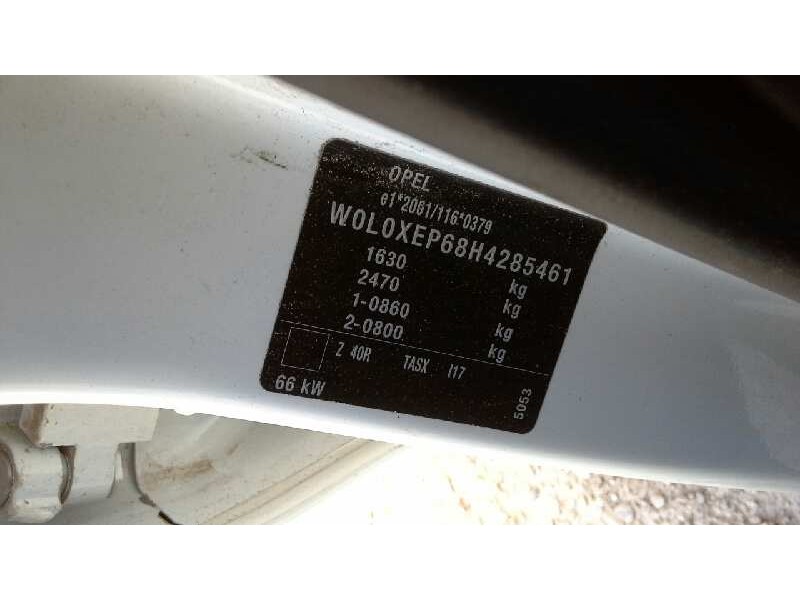 OPEL
e1*2001/116*0379
W0L0XEP68H4285461
1630 kg
2470 kg
1-0860 kg
2-0800 kg
Z 40R TASX I17
66 kW
5053